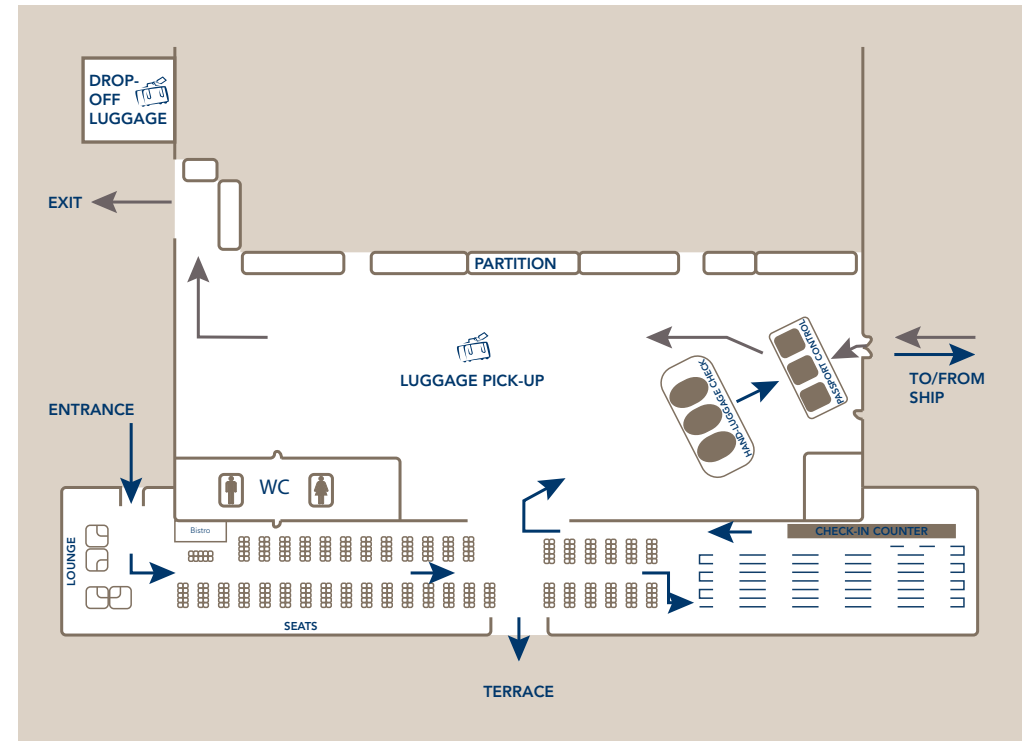 DROP-
OFF
LUGGAGE
EXIT
PARTITION
PASSPORT CONTROL
LUGGAGE PICK-UP
HAND-LUGGAGE CHECK
TO/FROM
SHIP
ENTRANCE
WC
Bistro
CHECK-IN COUNTER
LOUNGE
SEATS
TERRACE